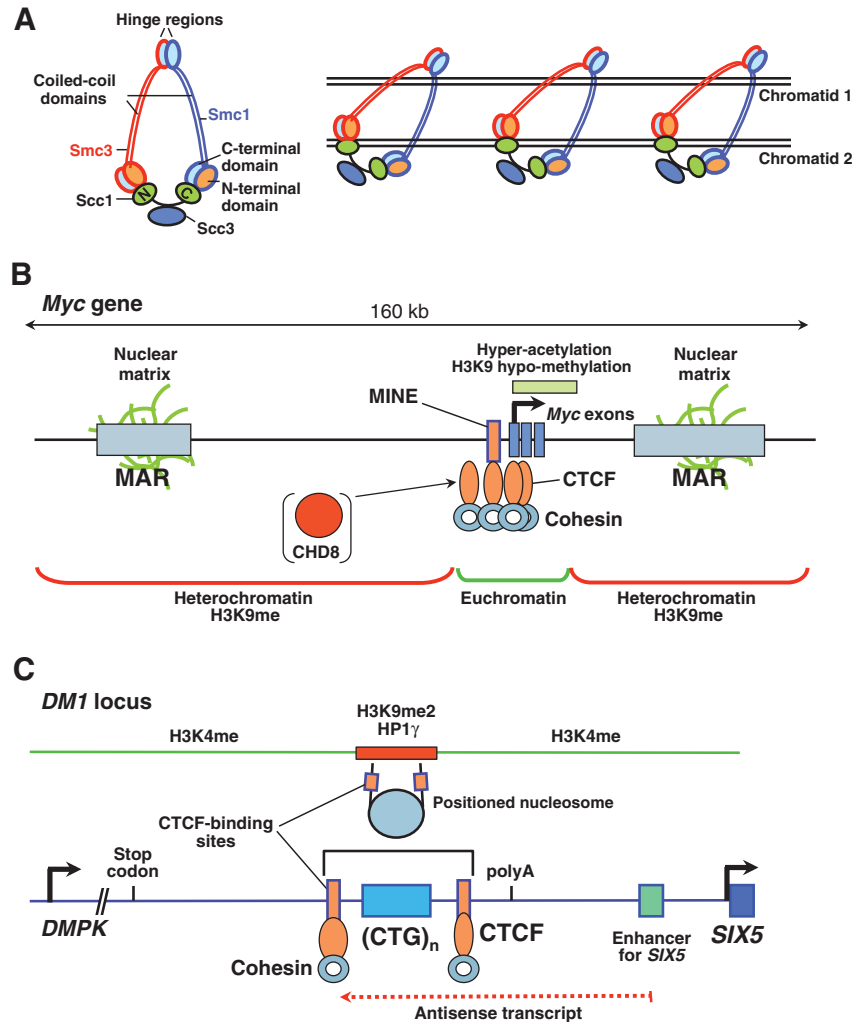 A
Hinge regions
Coiled-coil
domains
Smc1
Smc3
C-terminal
domain
N-terminal
domain
Scc1
N
C
Scc3
Chromatid 1
Chromatid 2
B
Myc gene
160 kb
Nuclear
matrix
MAR
Hyper-acetylation
H3K9 hypo-methylation
MINE
Myc exons
Nuclear
matrix
MAR
CTCF
Cohesin
CHD8
Heterochromatin
H3K9me
Euchromatin
Heterochromatin
H3K9me
C
DM1 locus
H3K4me
H3K9me2
HP1γ
H3K4me
Positioned nucleosome
CTCF-binding
sites
Stop
codon
polyA
DMPK
(CTG)n
CTCF
Enhancer
for SIX5
SIX5
Cohesin
Antisense transcript